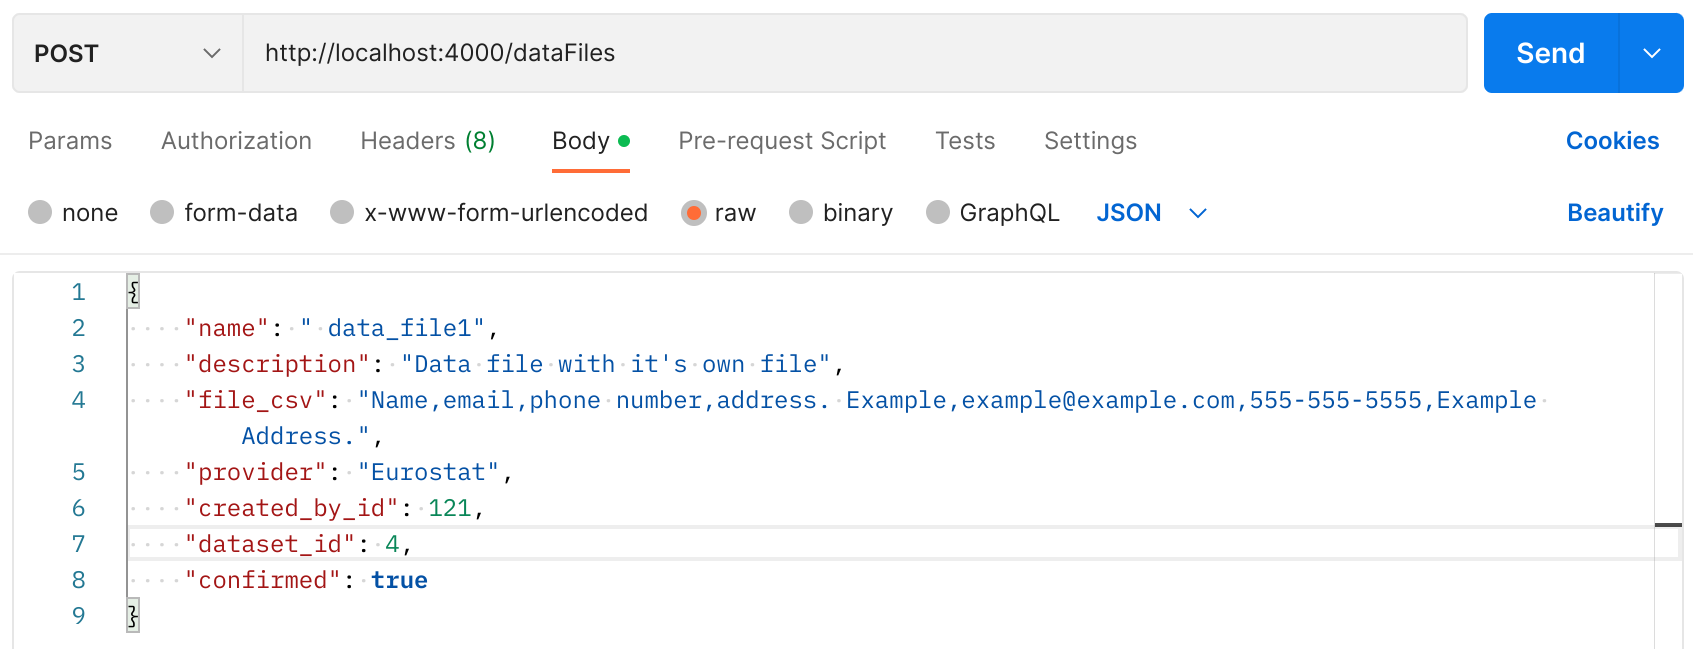 POST http://localhost:4000/dataFiles Send
Params Authorization Headers (8) Body Pre-request Script Tests Settings Cookies
none form-data x-www-form-urlencoded raw binary GraphQL JSON Beautify
1 {
2 "name": " data_file1",
3 "description": "Data file with it's own file",
4 "file_csv": "Name,email,phone number,address. Example,example@example.com,555-555-5555,Example
Address.",
5 "provider": "Eurostat",
6 "created_by_id": 121,
7 "dataset_id": 4,
8 "confirmed": true
9 }